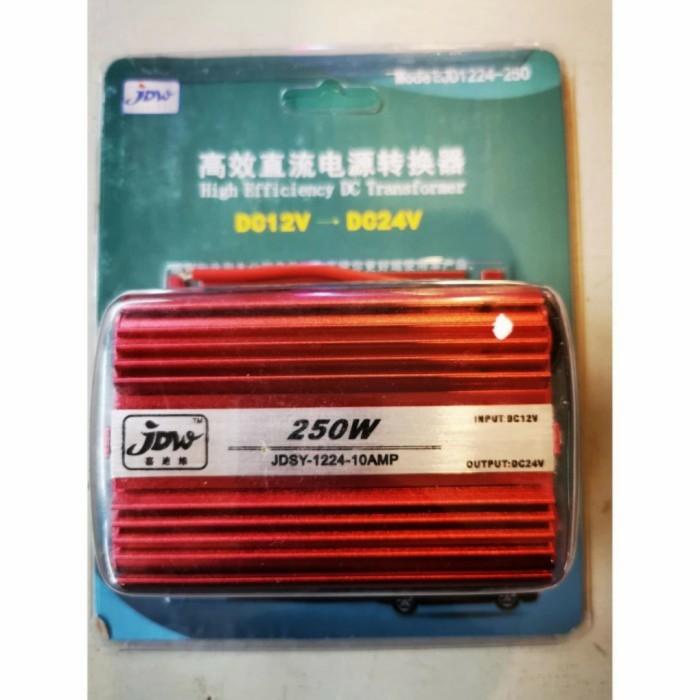 JDW
Model:JD1224-250
高效直流电源转换器
High Efficiency DC Transformer
DC12V → DC24V
JDW™
250W
INPUT:DC12V
JDSY-1224-10AMP
OUTPUT:DC24V